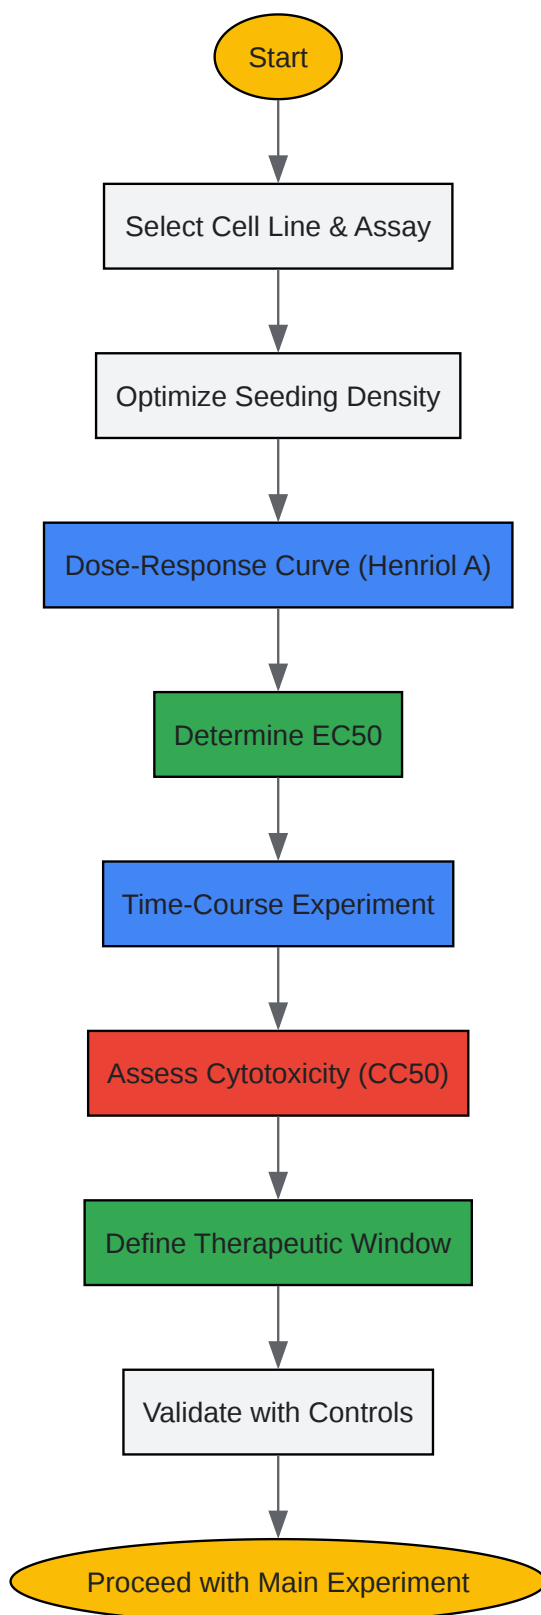 Start
Select Cell Line & Assay
Optimize Seeding Density
Dose-Response Curve (Henriol A)
Determine EC50
Time-Course Experiment
Assess Cytotoxicity (CC50)
Define Therapeutic Window
Validate with Controls
Proceed with Main Experiment